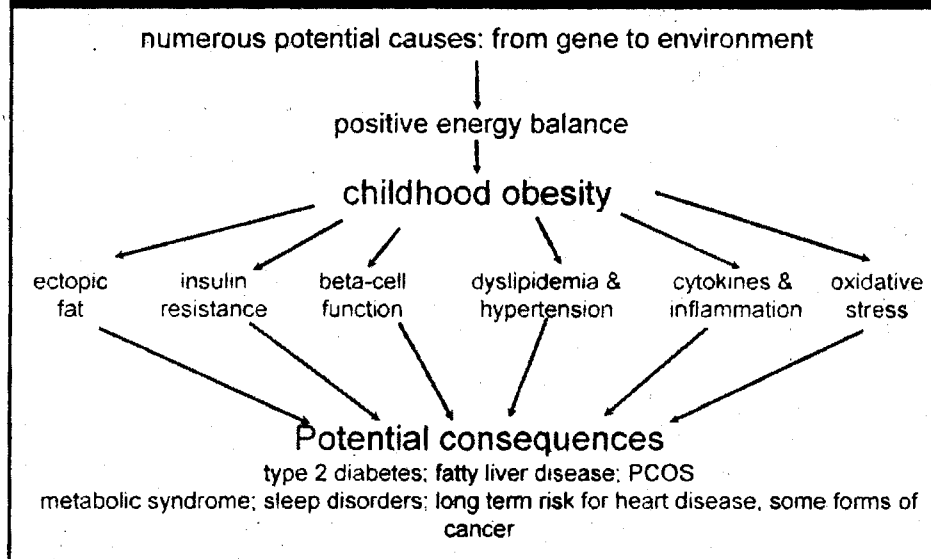 numerous potential causes: from gene to environment
positive energy balance
childhood obesity
ectopic fat
insulin resistance
beta-cell function
dyslipidemia & hypertension
cytokines & inflammation
oxidative stress
Potential consequences
type 2 diabetes; fatty liver disease; PCOS
metabolic syndrome; sleep disorders; long term risk for heart disease, some forms of
cancer